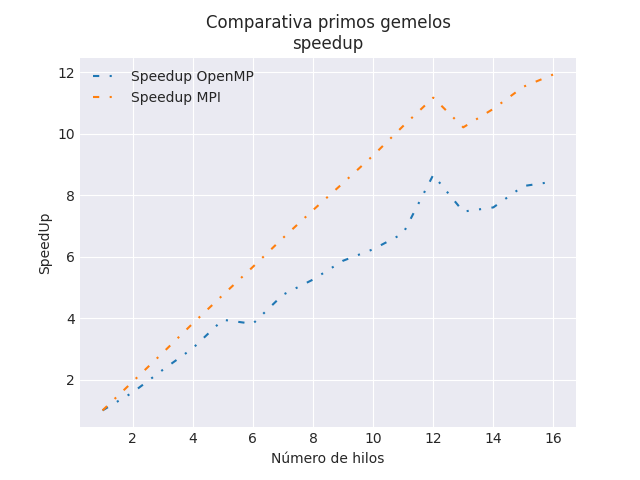 Comparativa primos gemelos
speedup
Speedup OpenMP
Speedup MPI
12
10
8
6
4
2
SpeedUp
2 4 6 8 10 12 14 16
Número de hilos